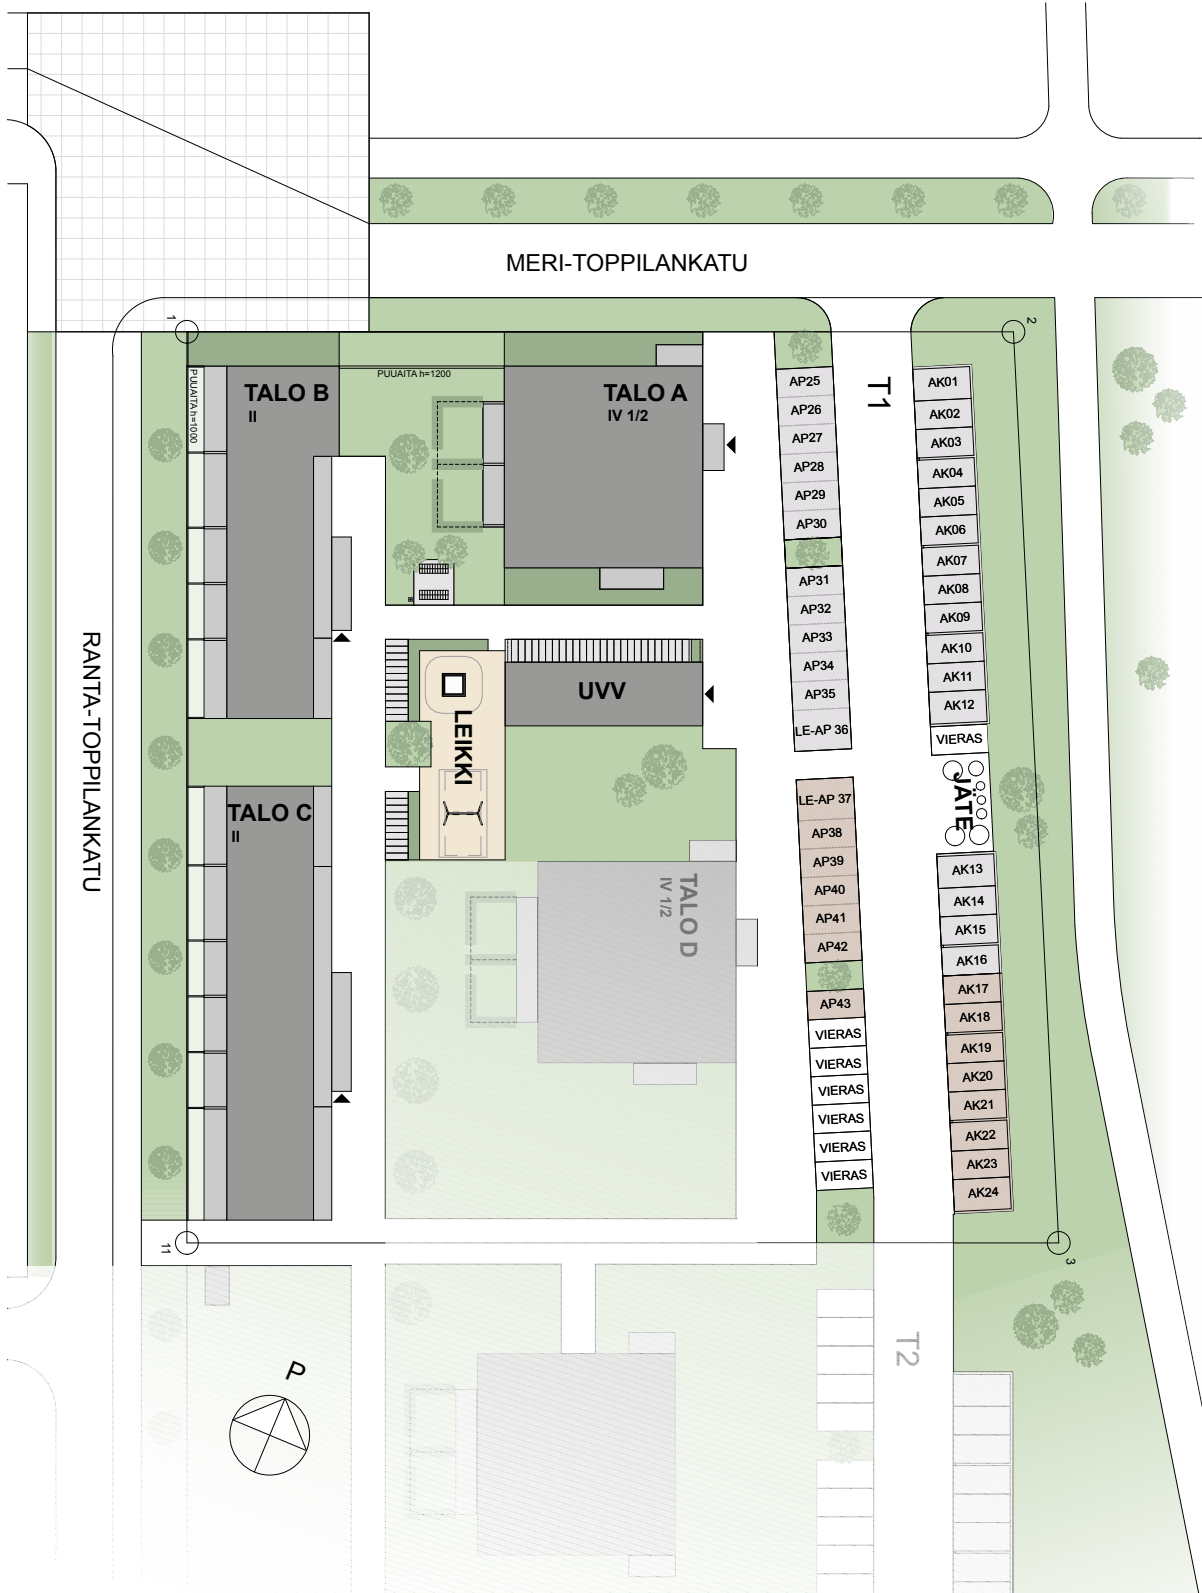 MERI-TOPPILANKATU
1
2
PUUAITA h=1200
PUUAITA h=1000
TALO B
II
TALO A
IV 1/2
T1
AP25
AP26
AP27
AP28
AP29
AP30
AP31
AP32
AP33
AP34
AP35
LE-AP 36
AK01
AK02
AK03
AK04
AK05
AK06
AK07
AK08
AK09
AK10
AK11
AK12
VIERAS
JÄTE
RANTA-TOPPILANKATU
UVV
LEIKKI
TALO C
II
TALO D
IV 1/2
LE-AP 37
AP38
AP39
AP40
AP41
AP42
AP43
VIERAS
VIERAS
VIERAS
VIERAS
VIERAS
VIERAS
AK13
AK14
AK15
AK16
AK17
AK18
AK19
AK20
AK21
AK22
AK23
AK24
11
3
T2
P